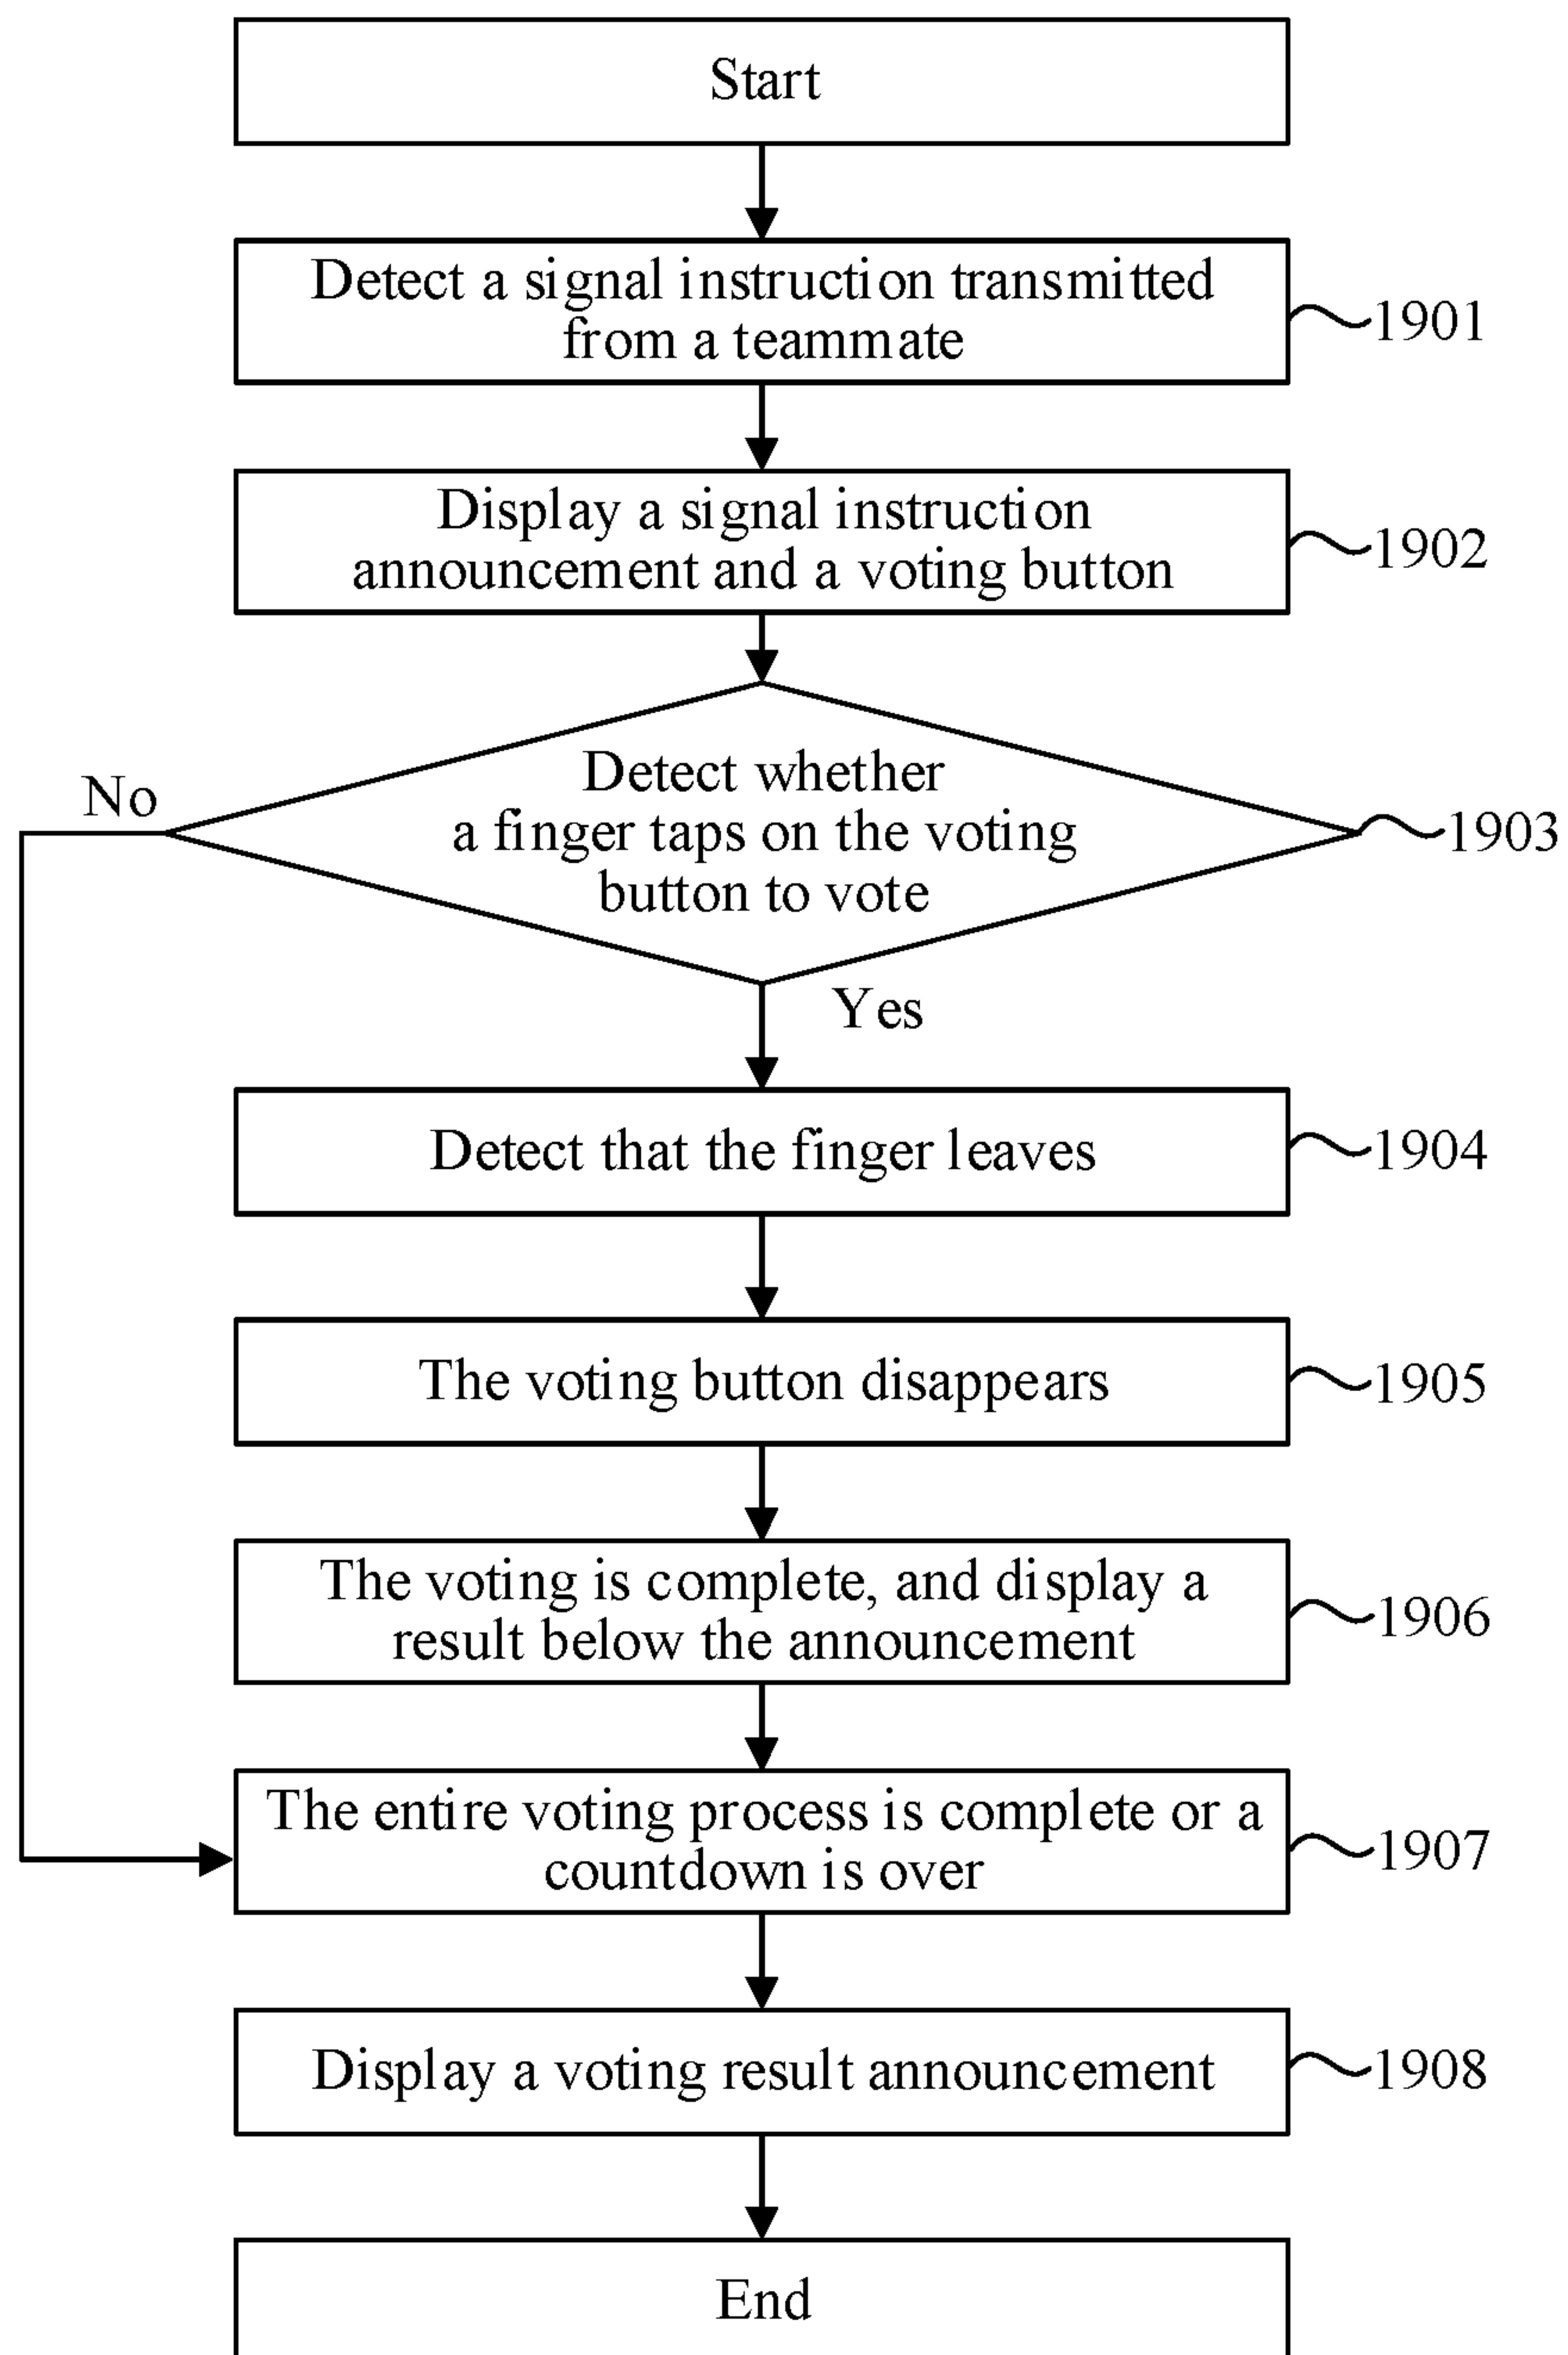 Start
Detect a signal instruction transmitted
from a teammate
1901
Display a signal instruction
announcement and a voting button
1902
Detect whether
a finger taps on the voting
button to vote
1903
No
Yes
Detect that the finger leaves
1904
The voting button disappears
1905
The voting is complete, and display a
result below the announcement
1906
The entire voting process is complete or a
countdown is over
1907
Display a voting result announcement
1908
End